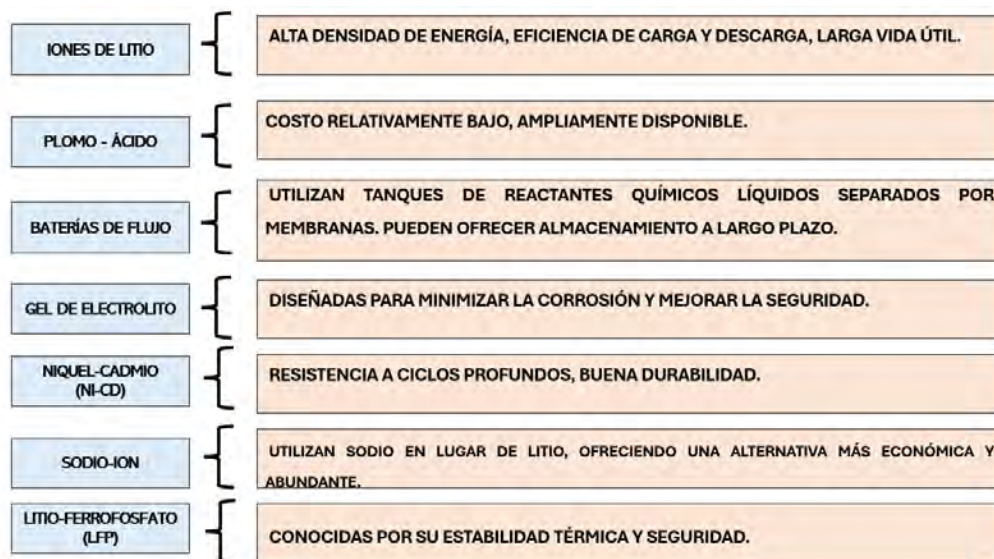 IONES DE LITIO
ALTA DENSIDAD DE ENERGÍA, EFICIENCIA DE CARGA Y DESCARGA, LARGA VIDA ÚTIL.
PLOMO - ÁCIDO
COSTO RELATIVAMENTE BAJO, AMPLIAMENTE DISPONIBLE.
BATERÍAS DE FLUJO
UTILIZAN TANQUES DE REACTANTES QUÍMICOS LÍQUIDOS SEPARADOS POR
MEMBRANAS. PUEDEN OFRECER ALMACENAMIENTO A LARGO PLAZO.
GEL DE ELECTROLITO
DISEÑADAS PARA MINIMIZAR LA CORROSIÓN Y MEJORAR LA SEGURIDAD.
NIQUEL-CADMIO
(NI-CD)
RESISTENCIA A CICLOS PROFUNDOS, BUENA DURABILIDAD.
SODIO-ION
UTILIZAN SODIO EN LUGAR DE LITIO, OFRECIENDO UNA ALTERNATIVA MÁS ECONÓMICA Y
ABUNDANTE.
LITIO-FERROFOSFATO
(LFP)
CONOCIDAS POR SU ESTABILIDAD TÉRMICA Y SEGURIDAD.